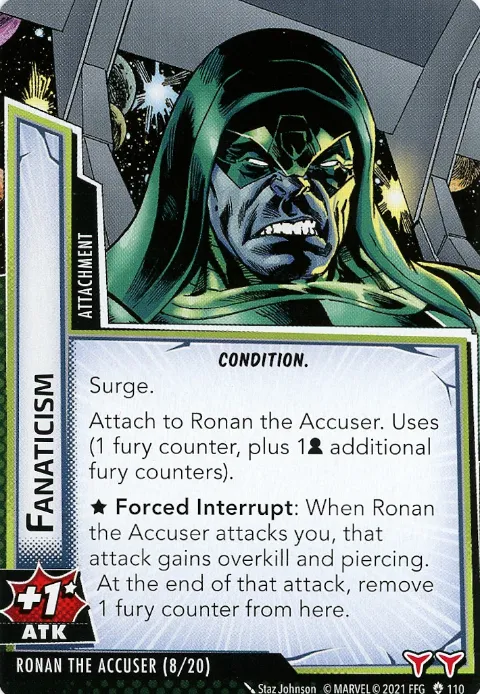 ATTACHMENT
FANATICISM
CONDITION.
Surge.
Attach to Ronan the Accuser. Uses
(1 fury counter, plus 1 additional
fury counters).
★ Forced Interrupt: When Ronan
the Accuser attacks you, that
attack gains overkill and piercing.
At the end of that attack, remove
1 fury counter from here.
+1★
ATK
RONAN THE ACCUSER (8/20)
Staz Johnson © MARVEL © 2021 FFG 110